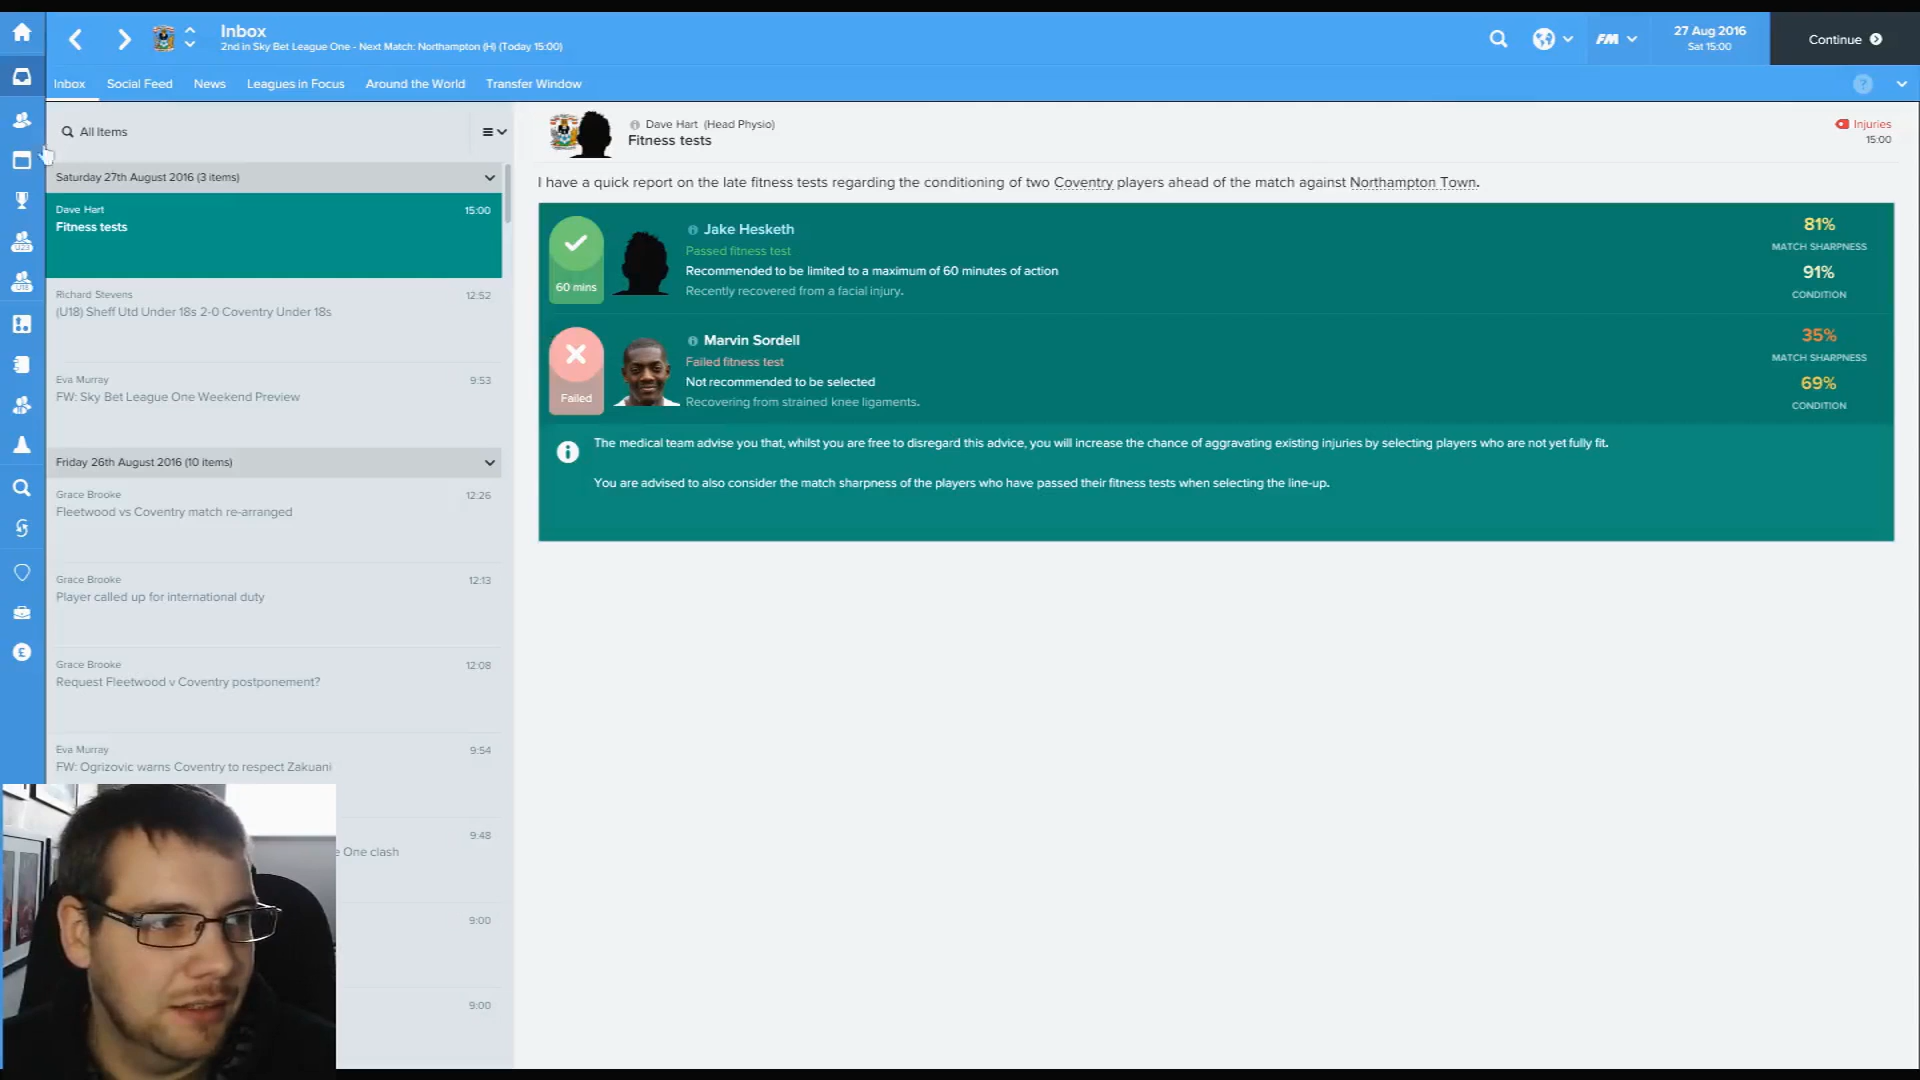 Inbox
2nd in Sky Bet League One - Next Match: Northampton (H) (Today 15:00)
FM
27 Aug 2016
Sat 15:00
Continue
Inbox Social Feed News Leagues in Focus Around the World Transfer Window
?
All Items
Saturday 27th August 2016 (3 items)
Dave Hart 15:00
Fitness tests
Richard Stevens 12:52
(U18) Sheff Utd Under 18s 2-0 Coventry Under 18s
Eva Murray 9:53
FW: Sky Bet League One Weekend Preview
Friday 26th August 2016 (10 items)
Grace Brooke 12:26
Fleetwood vs Coventry match re-arranged
Grace Brooke 12:13
Player called up for international duty
Grace Brooke 12:08
Request Fleetwood v Coventry postponement?
Eva Murray 9:54
FW: Ogrizovic warns Coventry to respect Zakuani
9:48
e One clash
9:00
9:00
U23
U18
£
Dave Hart (Head Physio)
Fitness tests
Injuries
15:00
I have a quick report on the late fitness tests regarding the conditioning of two Coventry players ahead of the match against Northampton Town.
60 mins
Jake Hesketh
Passed fitness test
Recommended to be limited to a maximum of 60 minutes of action
Recently recovered from a facial injury.
81%
MATCH SHARPNESS
91%
CONDITION
Failed
Marvin Sordell
Failed fitness test
Not recommended to be selected
Recovering from strained knee ligaments.
35%
MATCH SHARPNESS
69%
CONDITION
The medical team advise you that, whilst you are free to disregard this advice, you will increase the chance of aggravating existing injuries by selecting players who are not yet fully fit.
You are advised to also consider the match sharpness of the players who have passed their fitness tests when selecting the line-up.